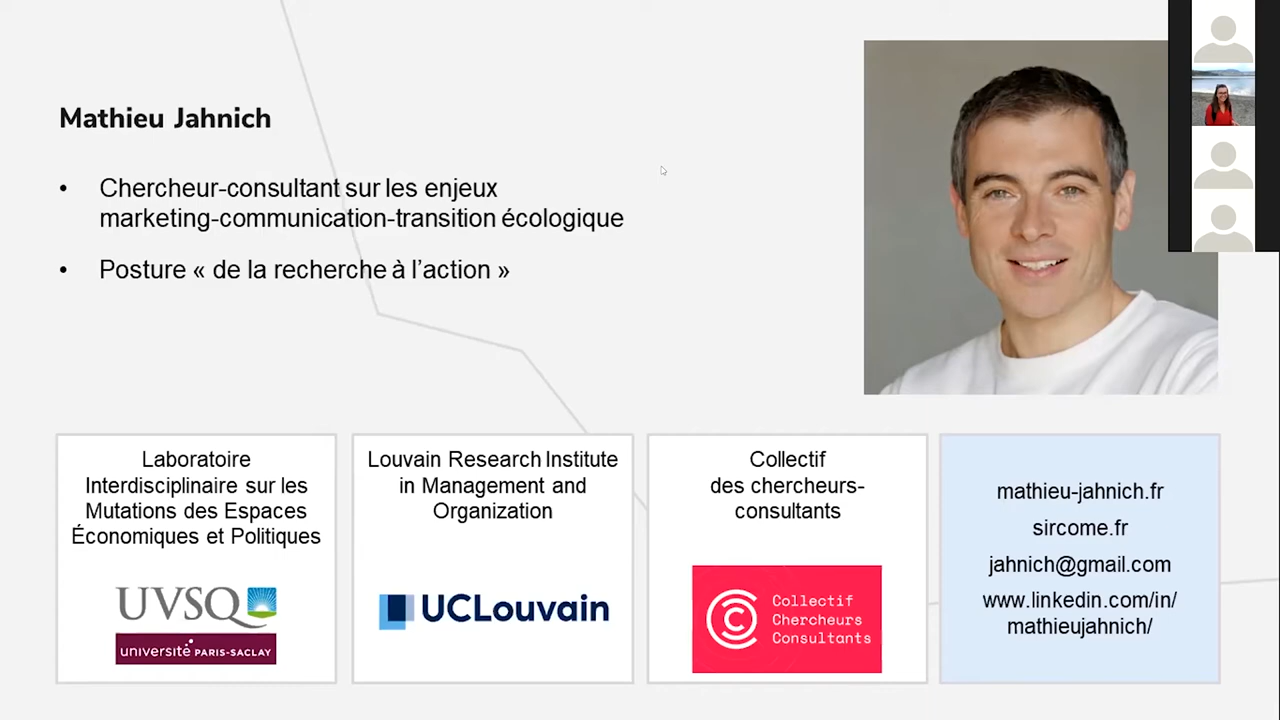 Mathieu Jahnich
• Chercheur-consultant sur les enjeux
marketing-communication-transition écologique
• Posture « de la recherche à l’action »
Laboratoire
Interdisciplinaire sur les
Mutations des Espaces
Économiques et Politiques
UVSQ
université PARIS-SACLAY
Louvain Research Institute
in Management and
Organization
UCLouvain
Collectif
des chercheurs-
consultants
Collectif
Chercheurs
Consultants
mathieu-jahnich.fr
sircome.fr
jahnich@gmail.com
www.linkedin.com/in/
mathieujahnich/